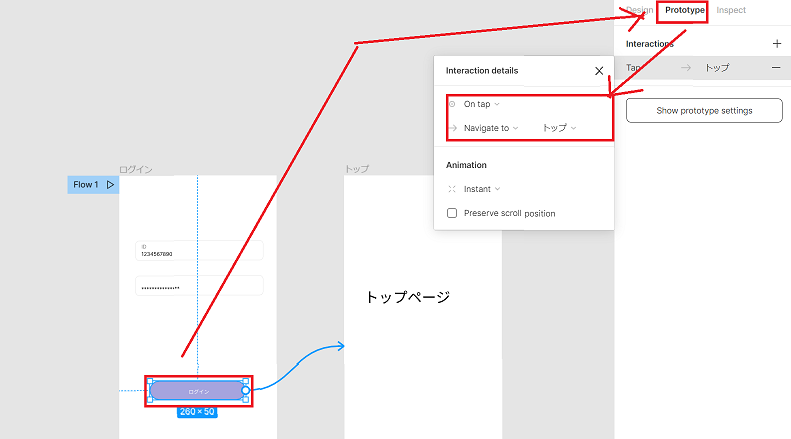 Design Prototype Inspect
Interactions +
Tap → トップ −
Show prototype settings
Interaction details
On tap
Navigate to トップ
Animation
Instant
Preserve scroll position
ログイン
トップ
Flow 1
ID
1234567890
••••••••••••••
トップページ
ログイン
260 × 50